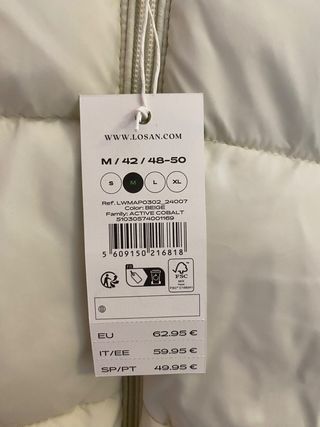 WWW.LOSAN.COM
M / 42 / 48-50
S M L XL
Ref. LWMAP0302_24007
Color: BEIGE
Family: ACTIVE COBALT
51030574001169
5 609150 216818
FSC
EU 62.95 €
IT/EE 59.95 €
SP/PT 49.95 €